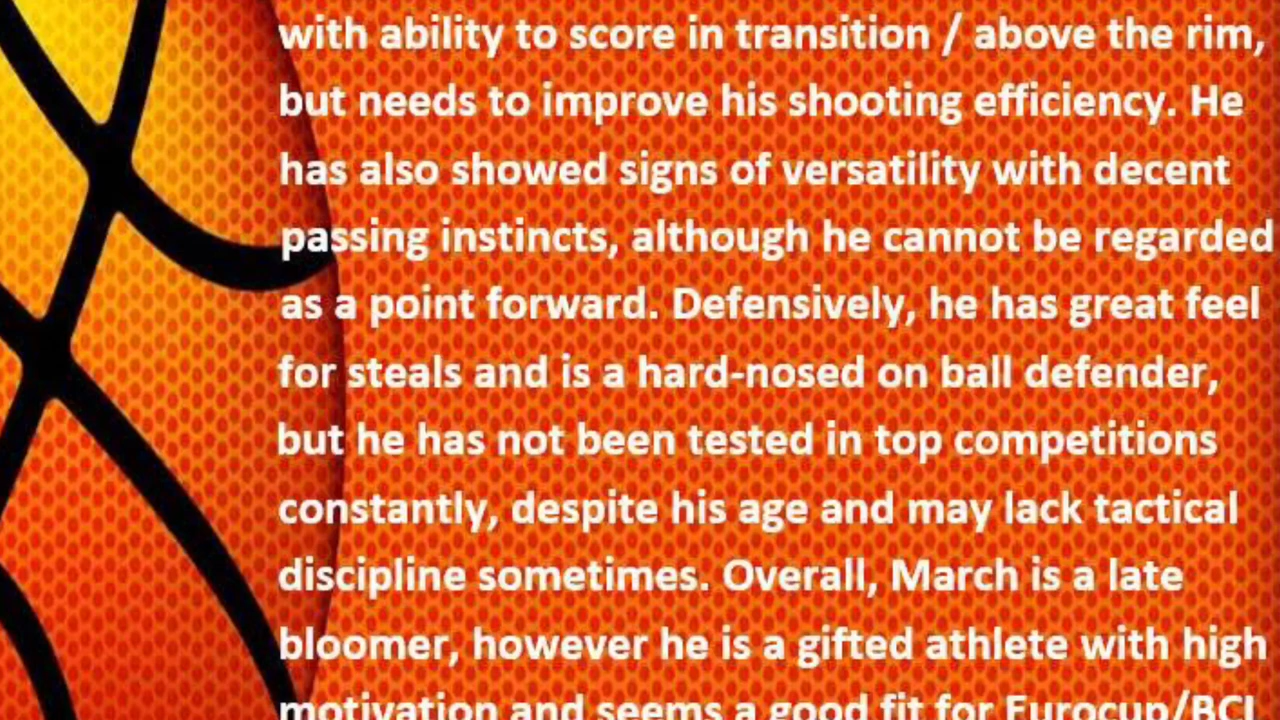 with ability to score in transition / above the rim,
but needs to improve his shooting efficiency. He
has also showed signs of versatility with decent
passing instincts, although he cannot be regarded
as a point forward. Defensively, he has great feel
for steals and is a hard-nosed on ball defender,
but he has not been tested in top competitions
constantly, despite his age and may lack tactical
discipline sometimes. Overall, March is a late
bloomer, however he is a gifted athlete with high
motivation and seems a good fit for Eurocup/BCL